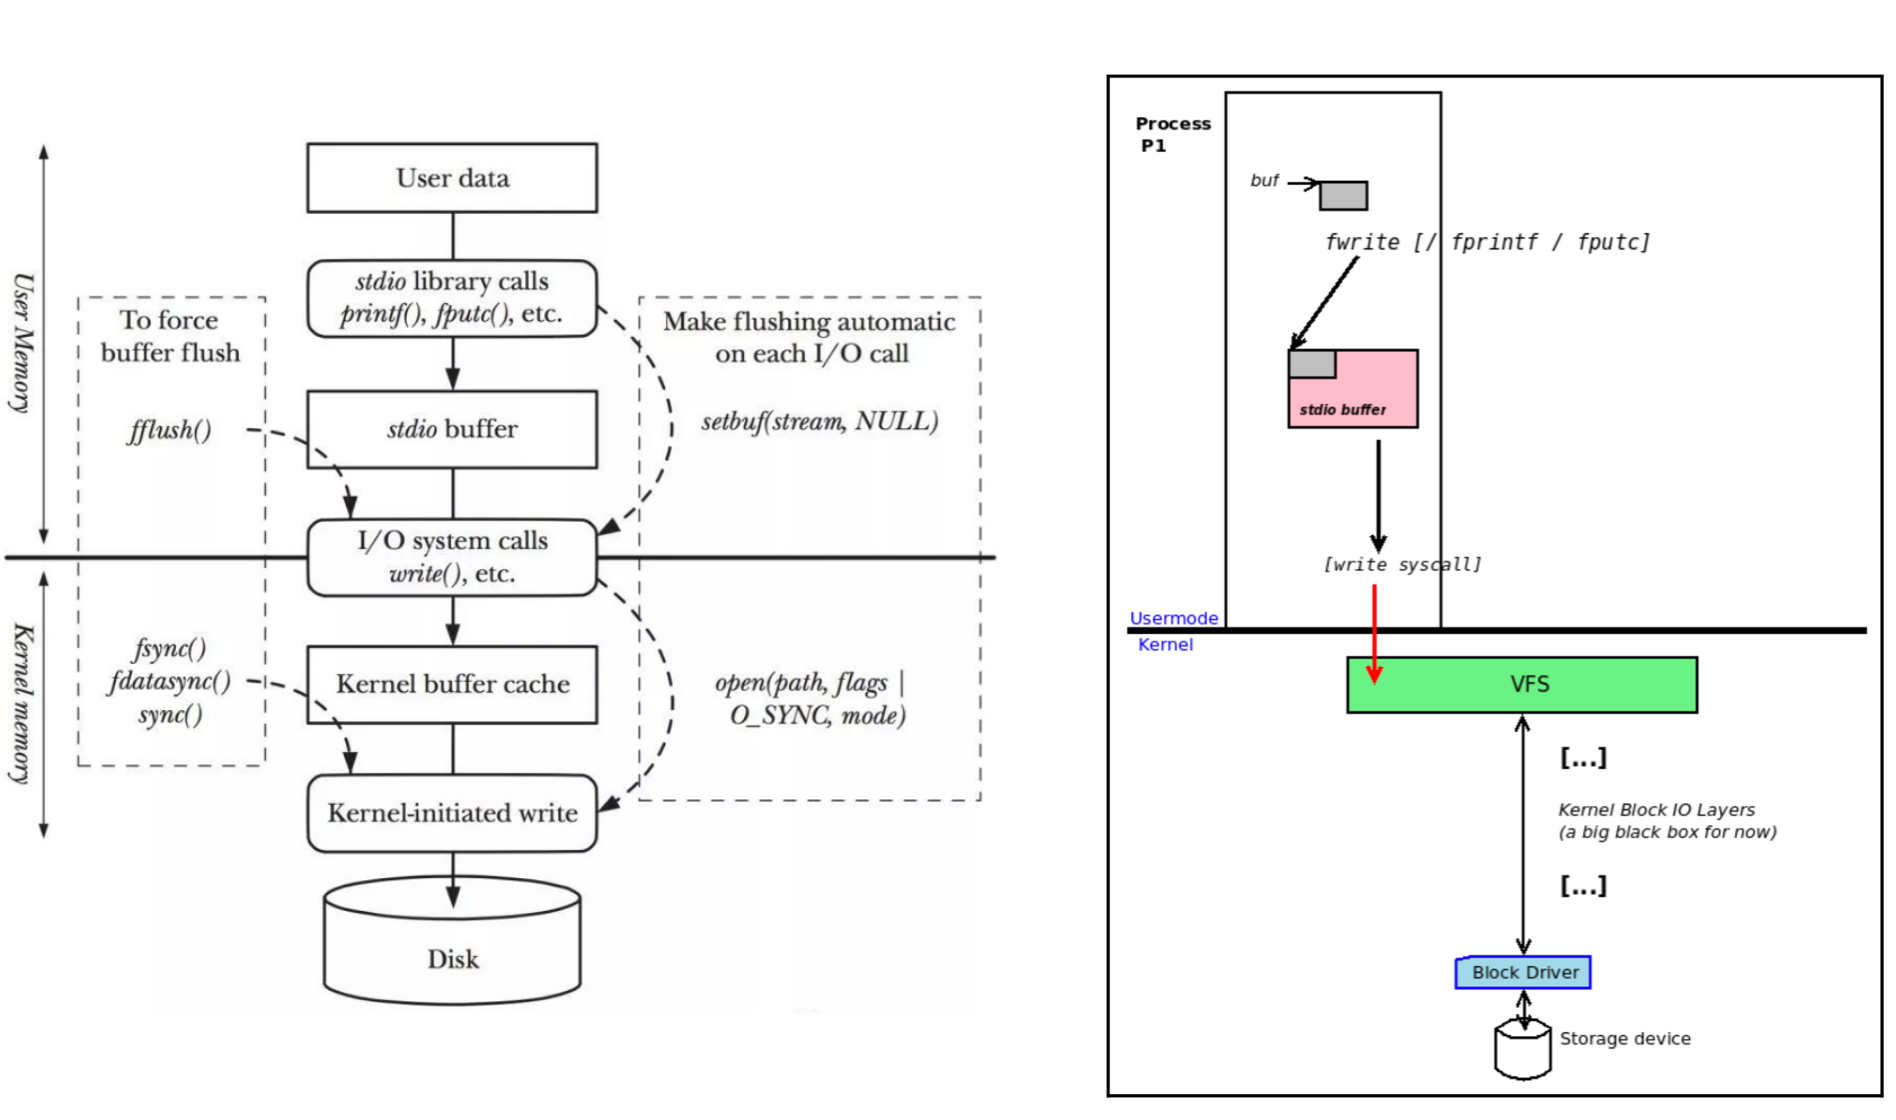 User Memory
Kernel memory
To force
buffer flush
fflush()
fsync()
fdatasync()
sync()
User data
stdio library calls
printf(), fputc(), etc.
stdio buffer
I/O system calls
write(), etc.
Kernel buffer cache
Kernel-initiated write
Disk
Make flushing automatic
on each I/O call
setbuf(stream, NULL)
open(path, flags |
O_SYNC, mode)
Process
P1
buf
fwrite [/ fprintf / fputc]
stdio buffer
[write syscall]
Usermode
Kernel
VFS
[...]
Kernel Block IO Layers
(a big black box for now)
[...]
Block Driver
Storage device